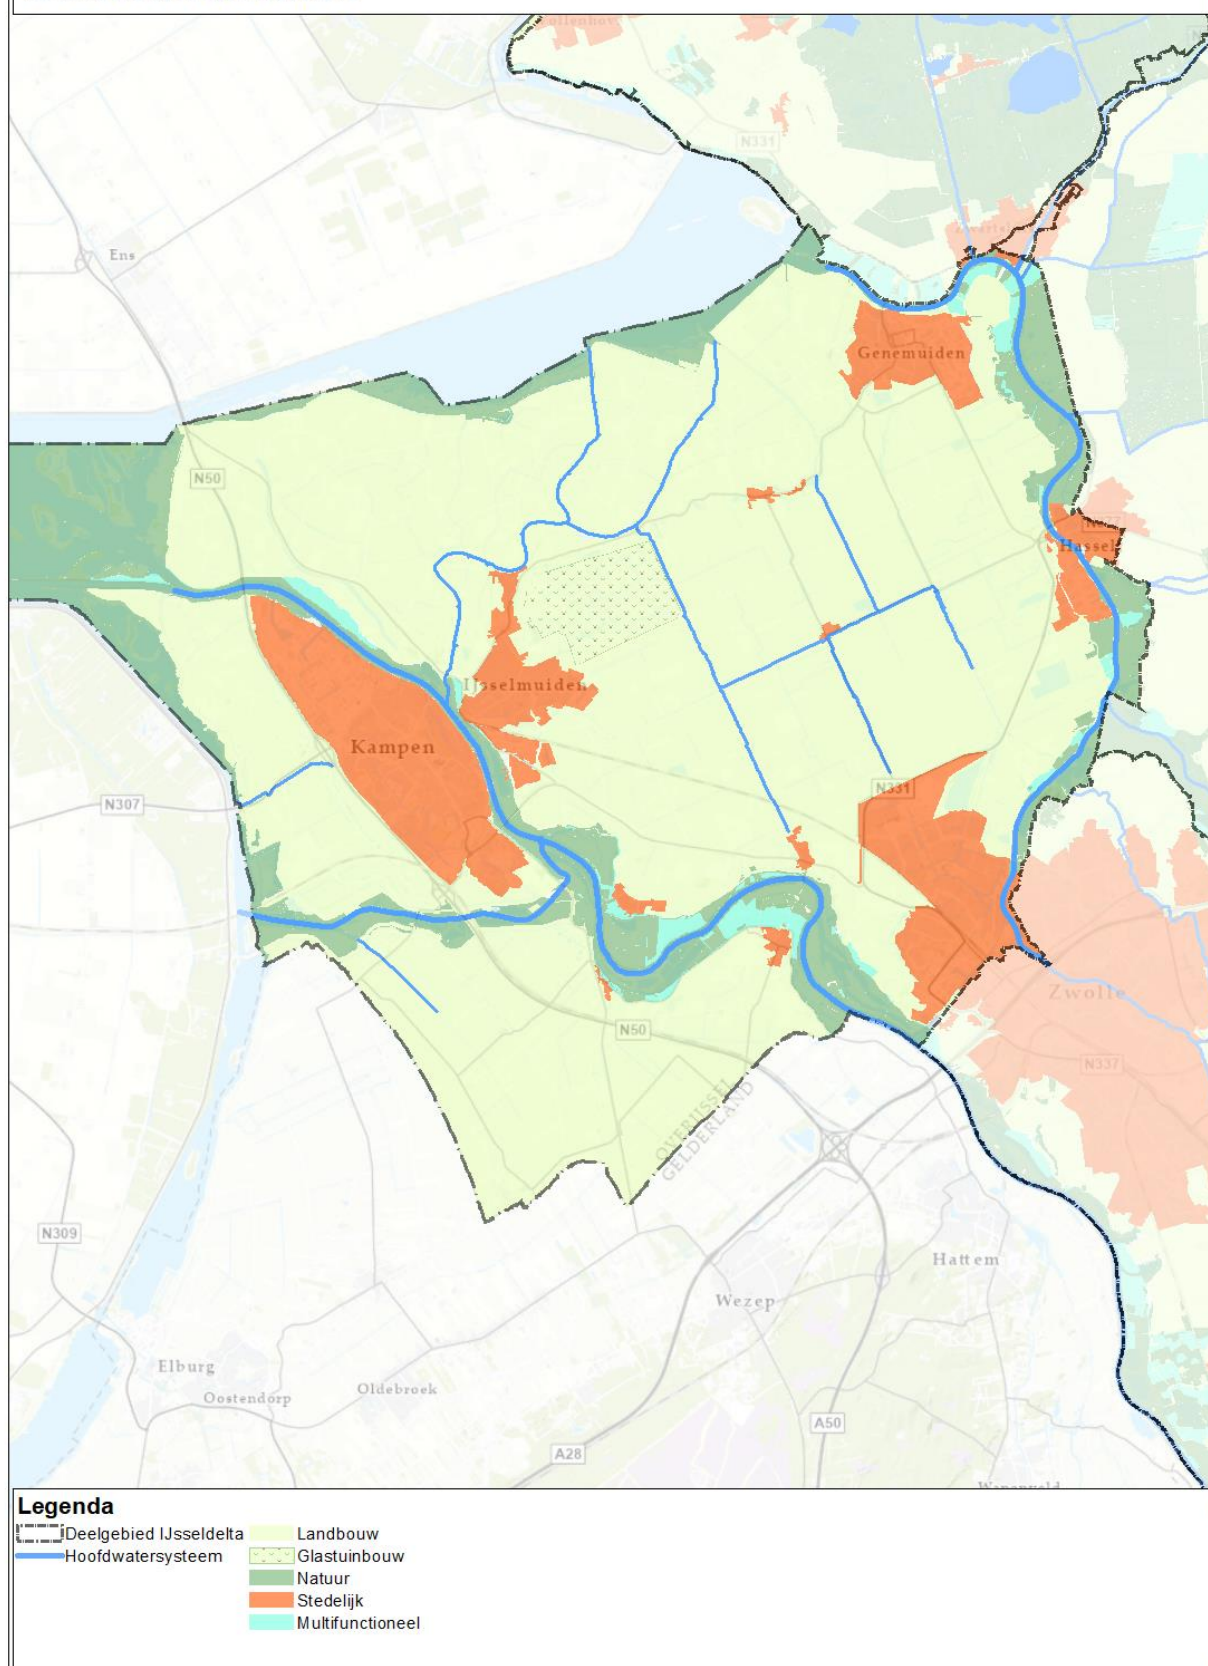 N331
Ens
Genemuiden
N50
Hassel
IJsselmuiden
Kampen
N307
N331
Zwolle
N50
N337
OVERIJSSEL
GELDERLAND
N309
Hattem
Wezep
Elburg
Oostendorp
Oldebroek
A50
A28
Legenda
Deelgebied IJsseldelta
Landbouw
Hoofdwatersysteem
Glastuinbouw
Natuur
Stedelijk
Multifunctioneel